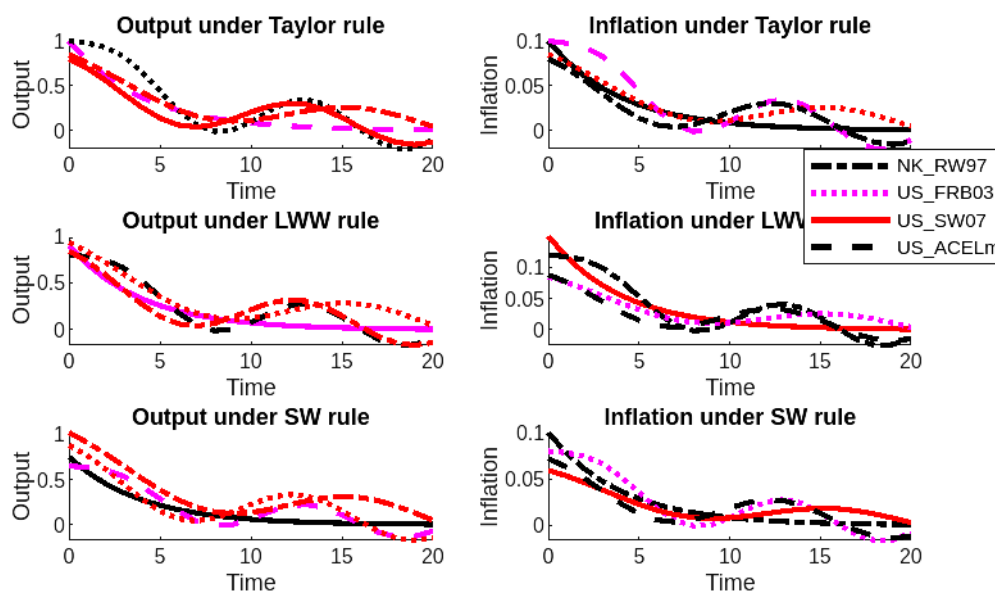 Output under Taylor rule
Output
1
0.5
0
0 5 10 15 20
Time
Inflation under Taylor rule
Inflation
0.1
0.05
0
0 5 10 15 20
Time
NK_RW97
US_FRB03
US_SW07
US_ACELm
Output under LWW rule
Output
1
0.5
0
0 5 10 15 20
Time
Inflation under LW
Inflation
0.1
0.05
0
0 5 10 15 20
Time
Output under SW rule
Output
1
0.5
0
0 5 10 15 20
Time
Inflation under SW rule
Inflation
0.1
0.05
0
0 5 10 15 20
Time